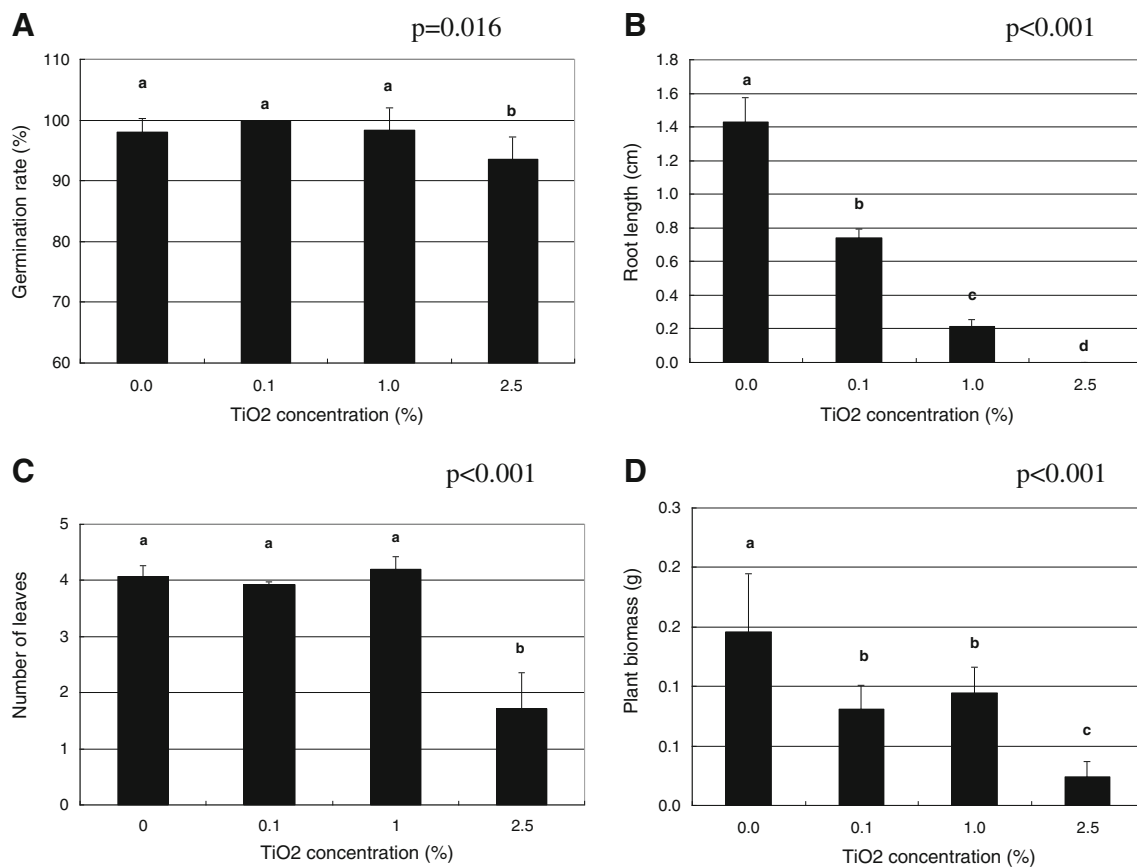 A
p=0.016
110
100
90
80
70
60
Germination rate (%)
a
a
a
b
0.0 0.1 1.0 2.5
TiO2 concentration (%)
B
p<0.001
1.8
1.6
1.4
1.2
1.0
0.8
0.6
0.4
0.2
0.0
Root length (cm)
a
b
c
d
0.0 0.1 1.0 2.5
TiO2 concentration (%)
C
p<0.001
5
4
3
2
1
0
Number of leaves
a
a
a
b
0 0.1 1 2.5
TiO2 concentration (%)
D
p<0.001
0.3
0.2
0.2
0.1
0.1
0.0
Plant biomass (g)
a
b
b
c
0.0 0.1 1.0 2.5
TiO2 concentration (%)